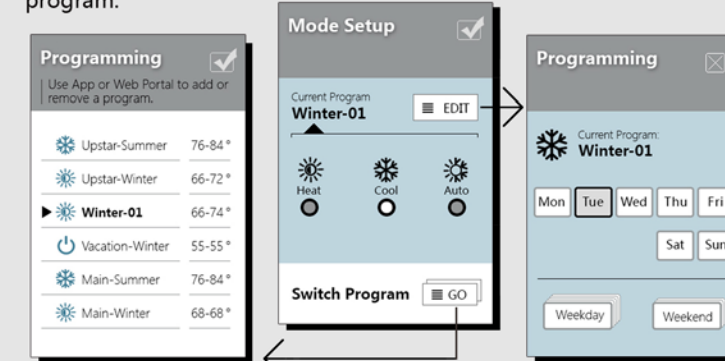 program.
Programming
Use App or Web Portal to add or
remove a program.
Upstar-Summer 76-84°
Upstar-Winter 66-72°
Winter-01 66-74°
Vacation-Winter 55-55°
Main-Summer 76-84°
Main-Winter 68-68°
Mode Setup
Current Program
Winter-01
EDIT
Heat Cool Auto
Switch Program GO
Programming
Current Program:
Winter-01
Mon Tue Wed Thu Fri
Sat Sun
Weekday Weekend